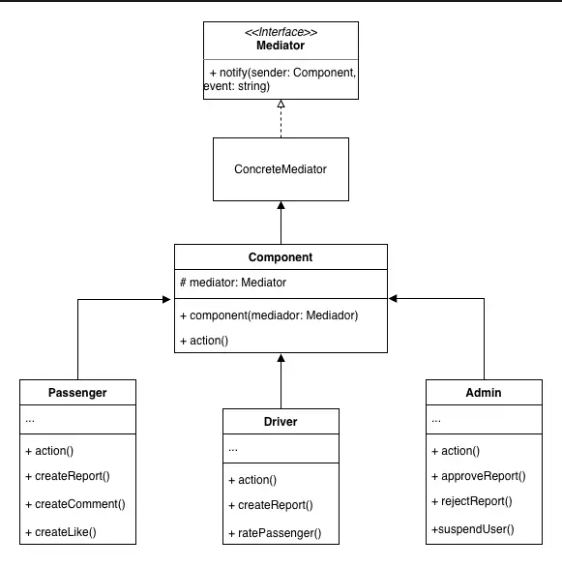 <<Interface>>
Mediator
+ notify(sender: Component,
event: string)
ConcreteMediator
Component
# mediator: Mediator
+ component(mediador: Mediador)
+ action()
Passenger
...
+ action()
+ createReport()
+ createComment()
+ createLike()
Driver
...
+ action()
+ createReport()
+ ratePassenger()
Admin
...
+ action()
+ approveReport()
+ rejectReport()
+suspendUser()